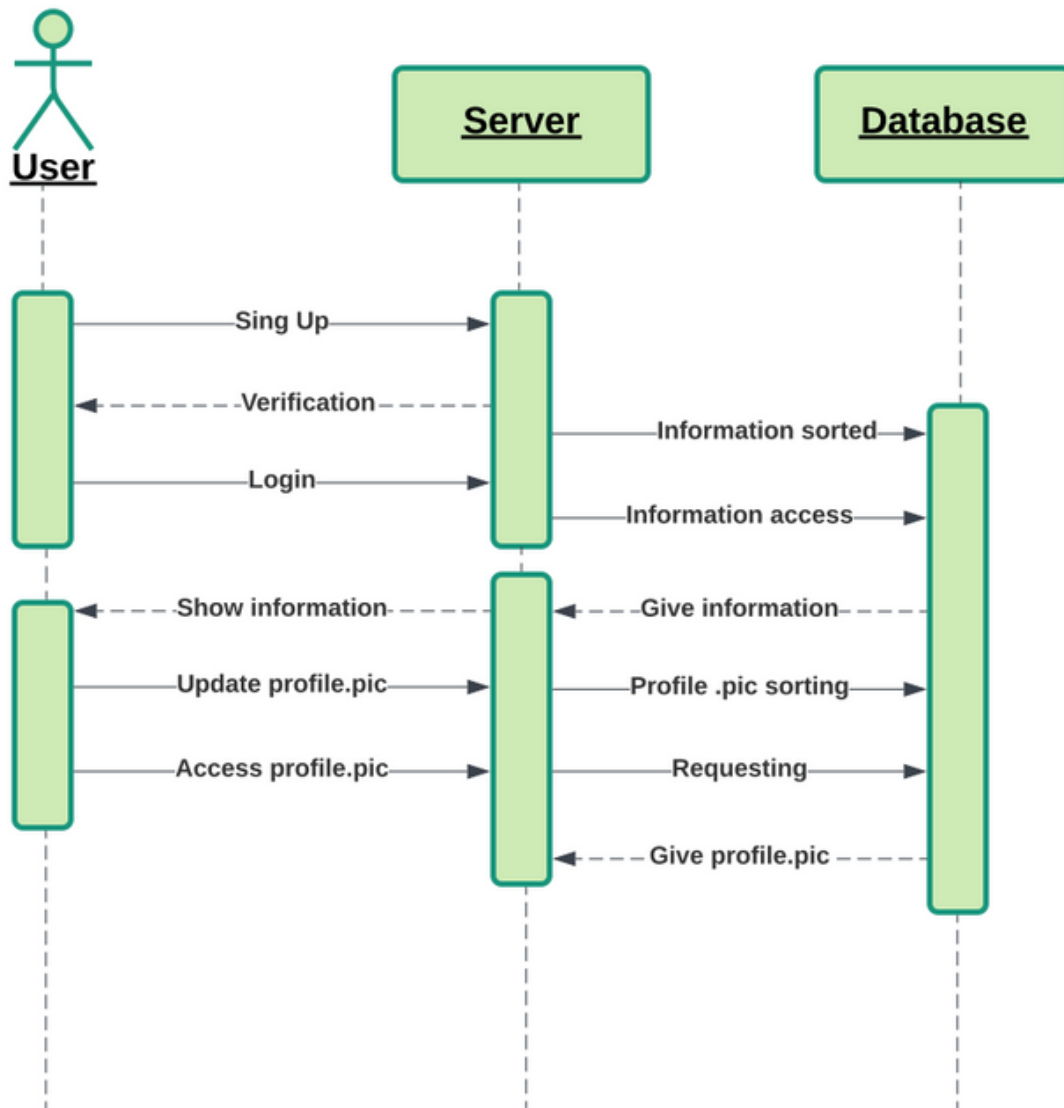 User
Server
Database
Sing Up
Verification
Information sorted
Login
Information access
Show information
Give information
Update profile.pic
Profile .pic sorting
Access profile.pic
Requesting
Give profile.pic